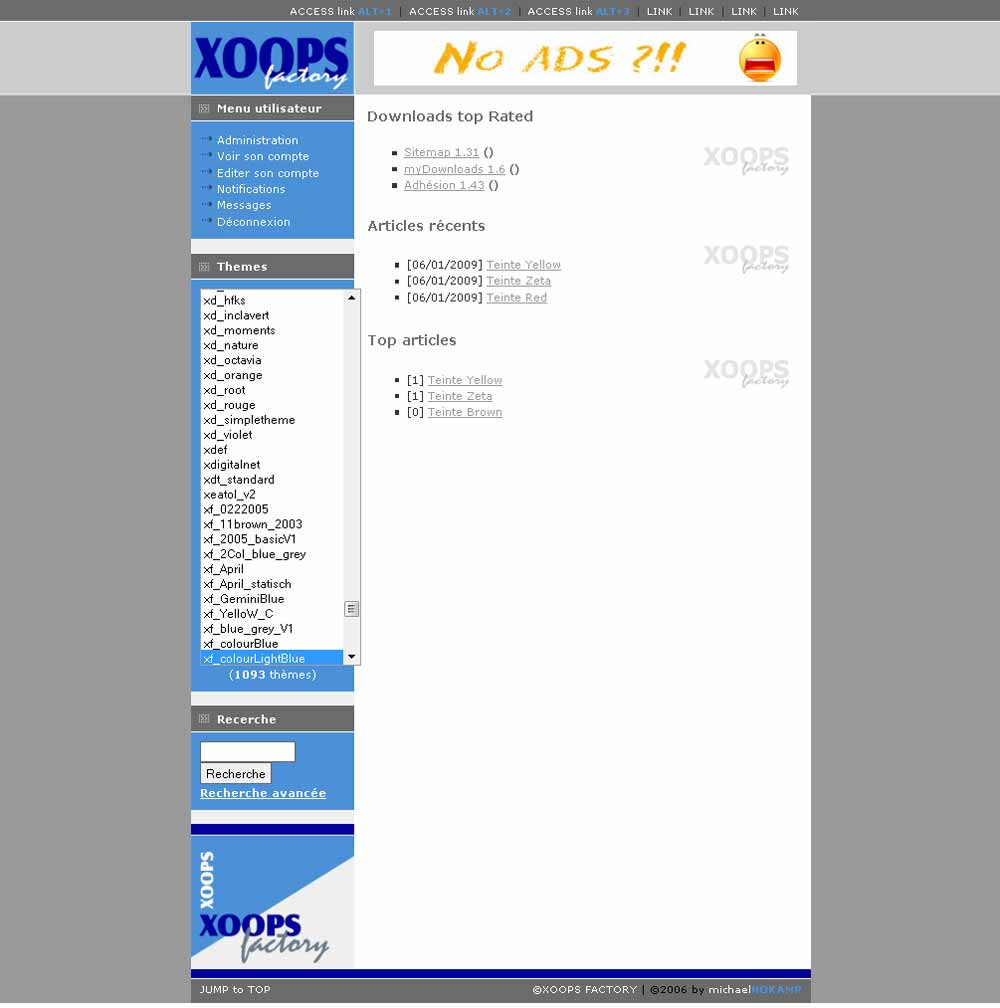 ACCESS link ALT+1 | ACCESS link ALT+2 | ACCESS link ALT+3 | LINK | LINK | LINK | LINK
XOOPS
factory
No ADS ?!!
Menu utilisateur
Administration
Voir son compte
Editer son compte
Notifications
Messages
Déconnexion
Themes
xd_hfks
xd_inclavert
xd_moments
xd_nature
xd_octavia
xd_orange
xd_root
xd_rouge
xd_simpletheme
xd_violet
xdef
xdigitalnet
xdt_standard
xeatol_v2
xf_0222005
xf_11brown_2003
xf_2005_basicV1
xf_2Col_blue_grey
xf_April
xf_April_statisch
xf_GeminiBlue
xf_YelloW_C
xf_blue_grey_V1
xf_colourBlue
xf_colourLightBlue
(1093 thèmes)
Recerche
Recherche
Recherche avancée
XOOPS
XOOPS
factory
Downloads top Rated
XOOPS
factory
Sitemap 1.31 ()
myDownloads 1.6 ()
Adhésion 1.43 ()
Articles récents
XOOPS
factory
[06/01/2009] Teinte Yellow
[06/01/2009] Teinte Zeta
[06/01/2009] Teinte Red
Top articles
XOOPS
factory
[1] Teinte Yellow
[1] Teinte Zeta
[0] Teinte Brown
JUMP to TOP
©XOOPS FACTORY | ©2006 by michaelHOKAMP